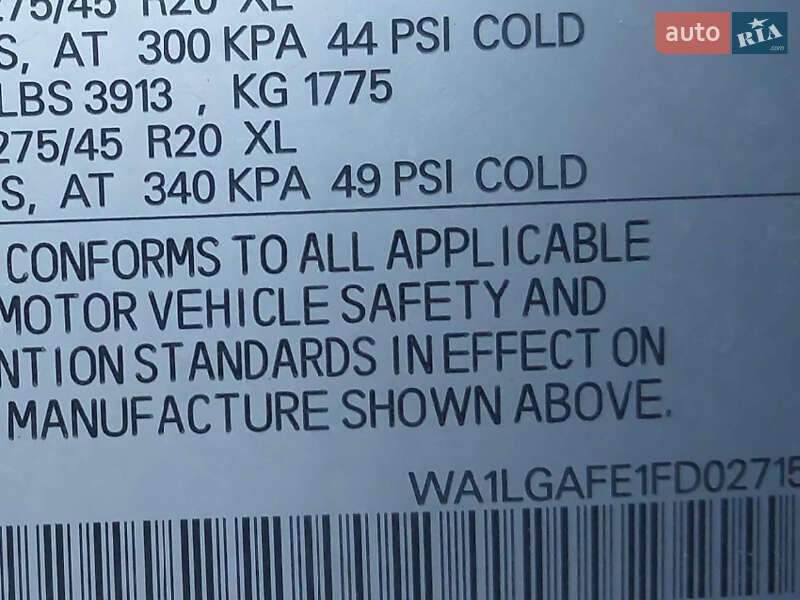 275/45 R20 XL
S, AT 300 KPA 44 PSI COLD
LBS 3913 , KG 1775
275/45 R20 XL
S, AT 340 KPA 49 PSI COLD
CONFORMS TO ALL APPLICABLE
MOTOR VEHICLE SAFETY AND
NTION STANDARDS IN EFFECT ON
MANUFACTURE SHOWN ABOVE.
WA1LGAFE1FD02715
auto RIA .com